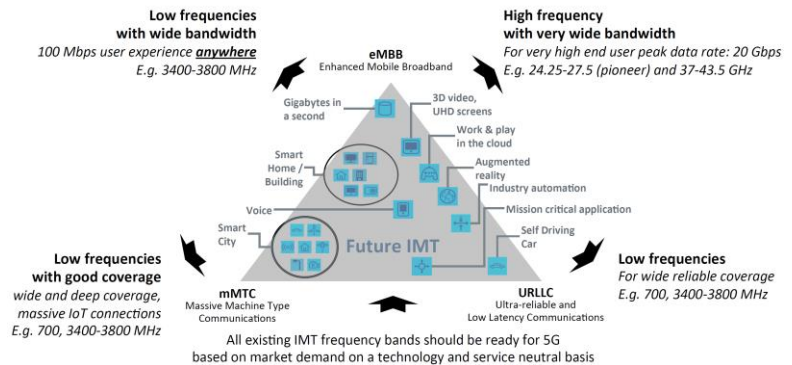 Low frequencies
with wide bandwidth
100 Mbps user experience anywhere
E.g. 3400-3800 MHz
High frequency
with very wide bandwidth
For very high end user peak data rate: 20 Gbps
E.g. 24.25-27.5 (pioneer) and 37-43.5 GHz
eMBB
Enhanced Mobile Broadband
Gigabytes in
a second
3D video,
UHD screens
Work & play
in the cloud
Smart
Home /
Building
Augmented
reality
Industry automation
Voice
Mission critical application
Smart
City
Future IMT
Self Driving
Car
Low frequencies
with good coverage
wide and deep coverage,
massive IoT connections
E.g. 700, 3400-3800 MHz
mMTC
Massive Machine Type
Communications
URLLC
Ultra-reliable and
Low Latency Communications
Low frequencies
For wide reliable coverage
E.g. 700, 3400-3800 MHz
All existing IMT frequency bands should be ready for 5G
based on market demand on a technology and service neutral basis